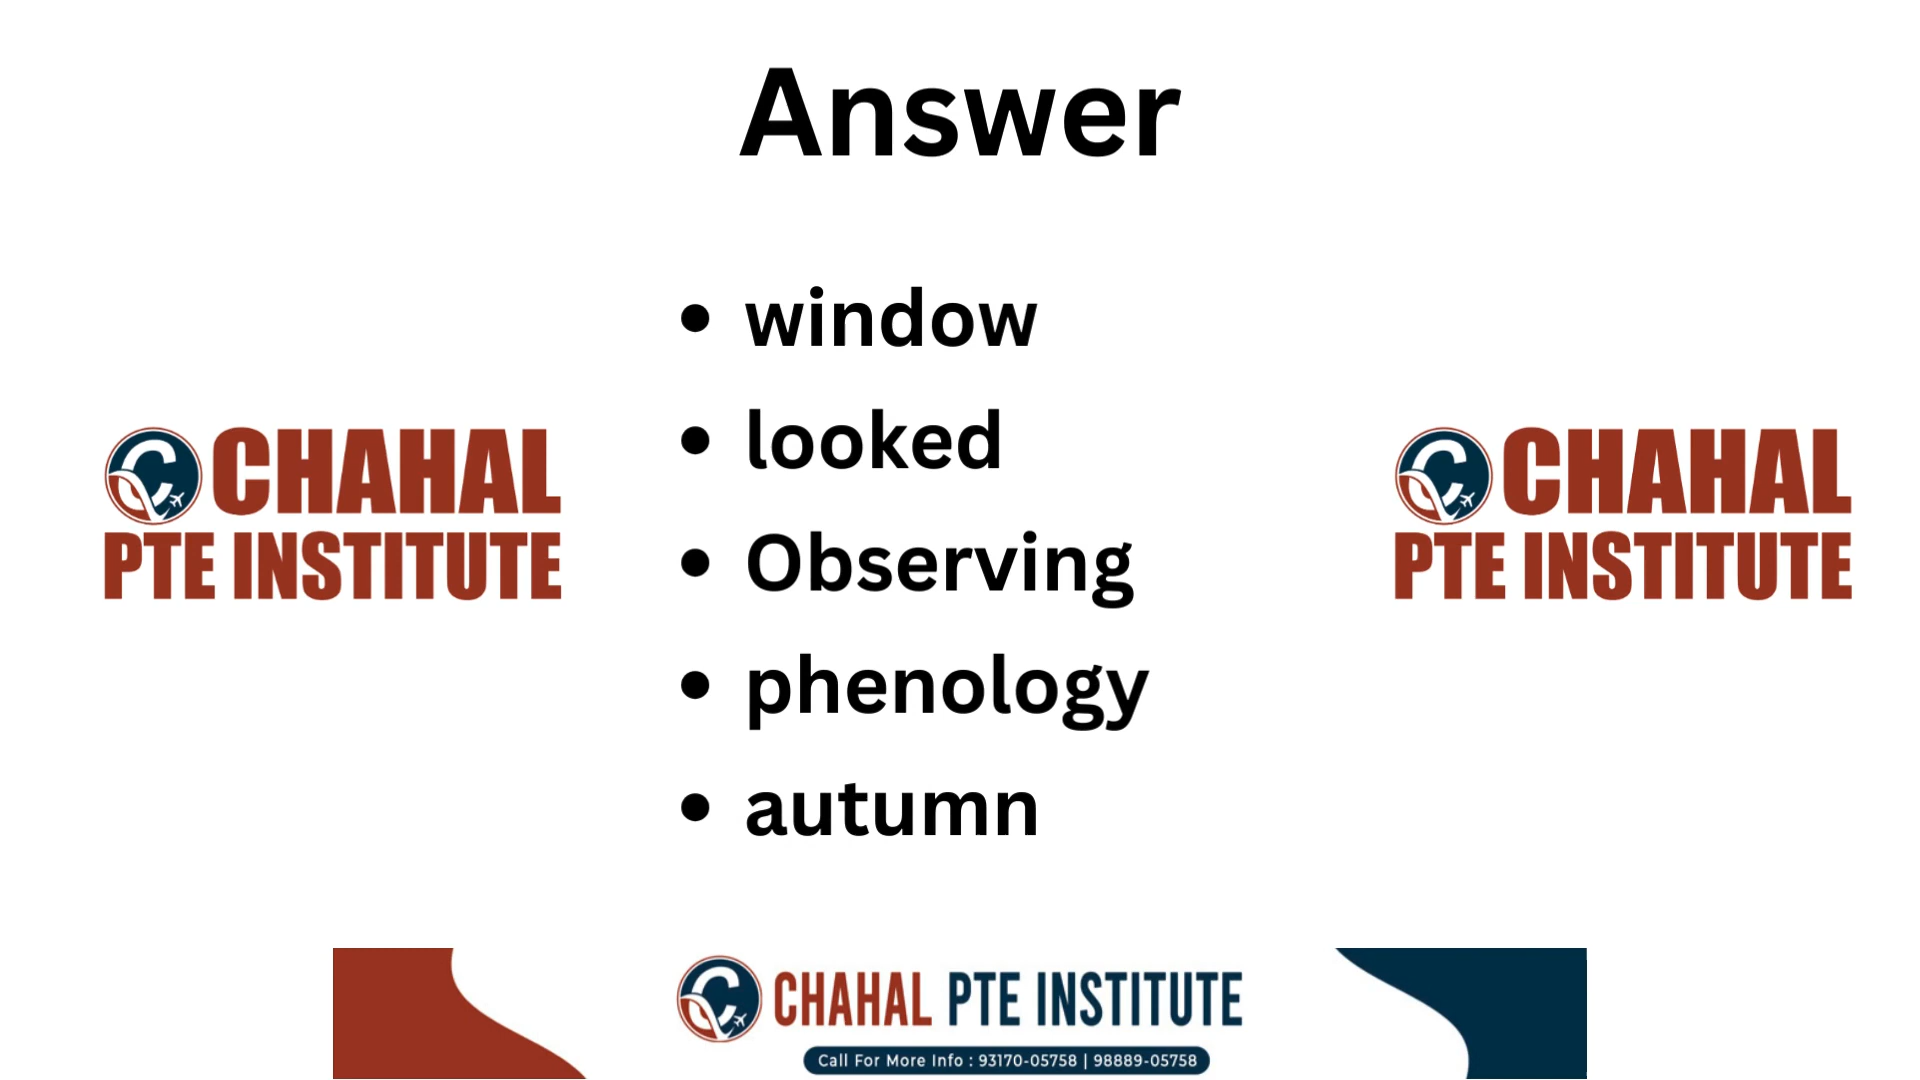 Answer
• window
• looked
• Observing
• phenology
• autumn
CHAHAL
PTE INSTITUTE
CHAHAL
PTE INSTITUTE
CHAHAL PTE INSTITUTE
Call For More Info : 93170-05758 | 98889-05758